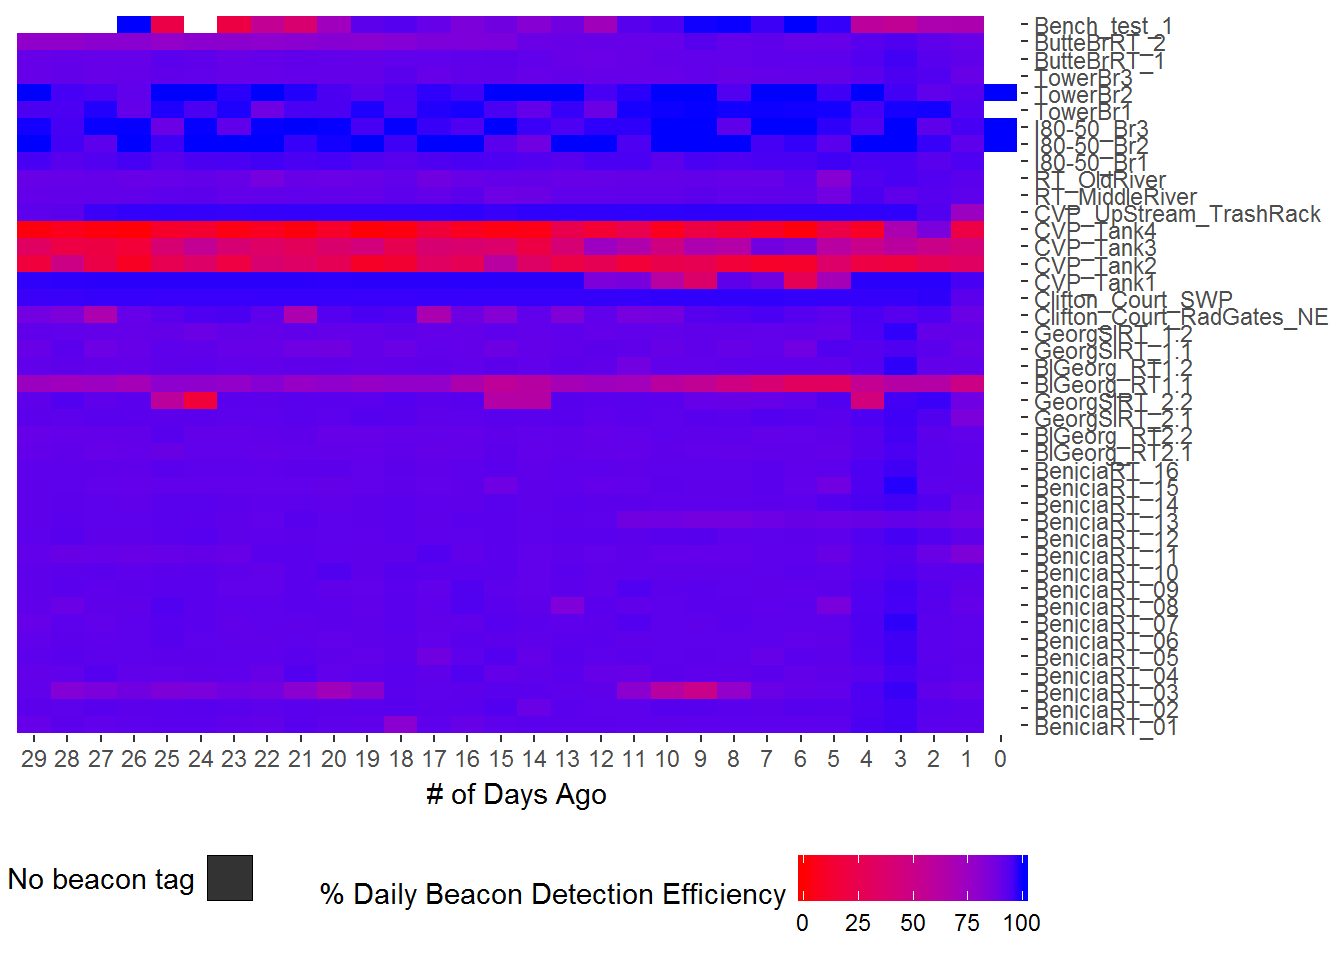 Bench_test_1
ButteBrRT_2
ButteBrRT_1
TowerBr3
TowerBr2
TowerBr1
I80-50_Br3
I80-50_Br2
I80-50_Br1
RT_OldRiver
RT_MiddleRiver
CVP_UpStream_TrashRack
CVP_Tank4
CVP_Tank3
CVP_Tank2
CVP_Tank1
Clifton_Court_SWP
Clifton_Court_RadGates_NE
GeorgSlRT_1.2
GeorgSlRT_1.1
BlGeorg_RT1.2
BlGeorg_RT1.1
GeorgSlRT_2.2
GeorgSlRT_2.1
BlGeorg_RT2.2
BlGeorg_RT2.1
BeniciaRT_16
BeniciaRT_15
BeniciaRT_14
BeniciaRT_13
BeniciaRT_12
BeniciaRT_11
BeniciaRT_10
BeniciaRT_09
BeniciaRT_08
BeniciaRT_07
BeniciaRT_06
BeniciaRT_05
BeniciaRT_04
BeniciaRT_03
BeniciaRT_02
BeniciaRT_01
29 28 27 26 25 24 23 22 21 20 19 18 17 16 15 14 13 12 11 10 9 8 7 6 5 4 3 2 1 0
# of Days Ago
No beacon tag
% Daily Beacon Detection Efficiency
0 25 50 75 100